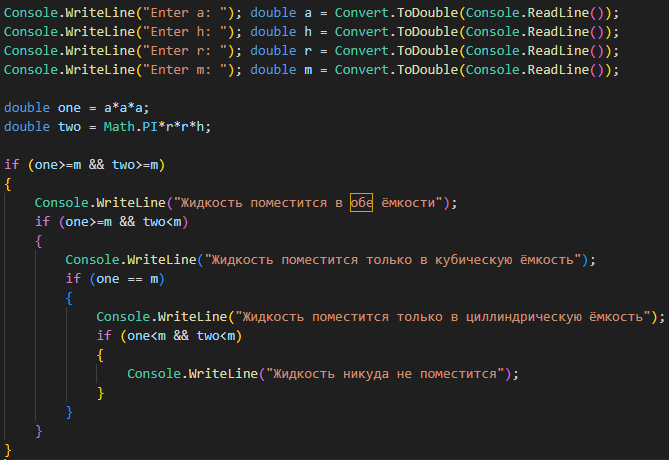 Console.WriteLine("Enter a: "); double a = Convert.ToDouble(Console.ReadLine());
Console.WriteLine("Enter h: "); double h = Convert.ToDouble(Console.ReadLine());
Console.WriteLine("Enter r: "); double r = Convert.ToDouble(Console.ReadLine());
Console.WriteLine("Enter m: "); double m = Convert.ToDouble(Console.ReadLine());

double one = a*a*a;
double two = Math.PI*r*r*h;

if (one>=m && two>=m)
{
    Console.WriteLine("Жидкость поместится в обе ёмкости");
    if (one>=m && two<m)
    {
        Console.WriteLine("Жидкость поместится только в кубическую ёмкость");
        if (one == m)
        {
            Console.WriteLine("Жидкость поместится только в циллиндрическую ёмкость");
            if (one<m && two<m)
            {
                Console.WriteLine("Жидкость никуда не поместится");
            }
        }
    }
}